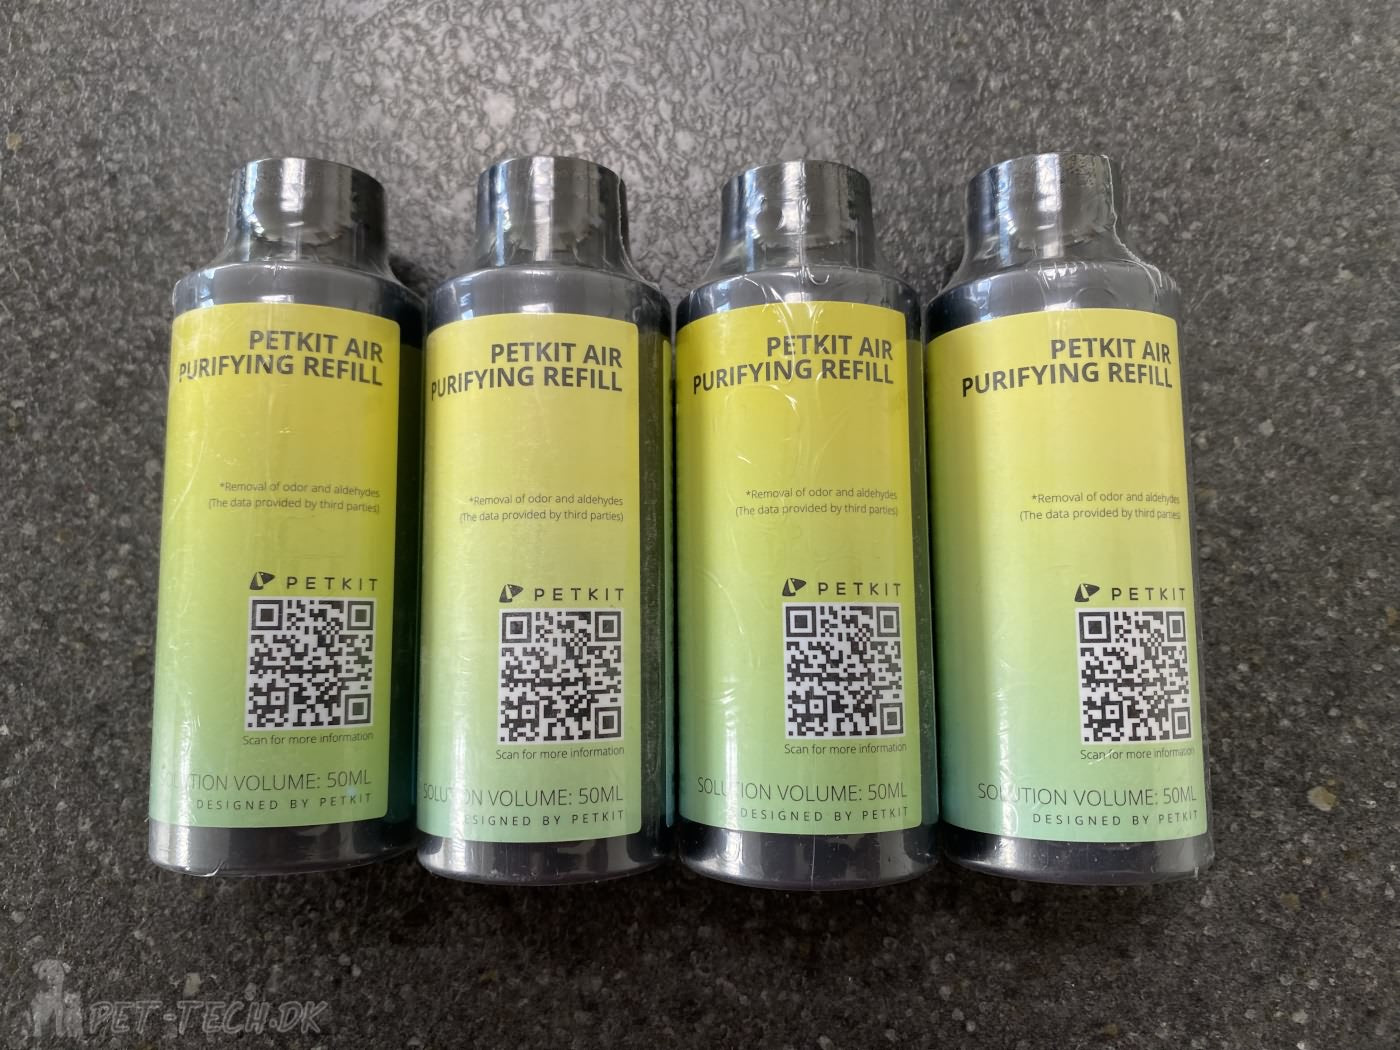 PETKIT AIR
PURIFYING REFILL
*Removal of odor and aldehydes
(The data provided by third parties)
PETKIT
Scan for more information
SOLUTION VOLUME: 50ML
DESIGNED BY PETKIT
PETKIT AIR
PURIFYING REFILL
*Removal of odor and aldehydes
(The data provided by third parties)
PETKIT
Scan for more information
SOLUTION VOLUME: 50ML
DESIGNED BY PETKIT
PETKIT AIR
PURIFYING REFILL
*Removal of odor and aldehydes
(The data provided by third parties)
PETKIT
Scan for more information
SOLUTION VOLUME: 50ML
DESIGNED BY PETKIT
PETKIT AIR
PURIFYING REFILL
*Removal of odor and aldehydes
(The data provided by third parties)
PETKIT
Scan for more information
SOLUTION VOLUME: 50ML
DESIGNED BY PETKIT
PET-TECH.DK